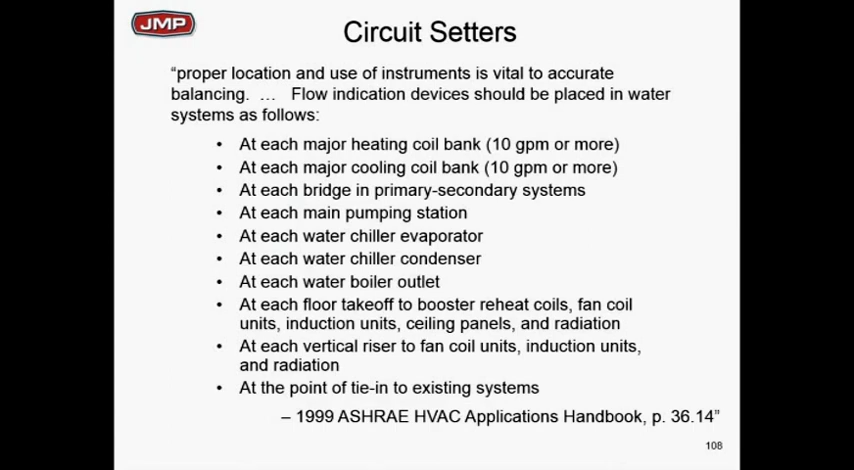 JMP
Circuit Setters
“proper location and use of instruments is vital to accurate
balancing. … Flow indication devices should be placed in water
systems as follows:
• At each major heating coil bank (10 gpm or more)
• At each major cooling coil bank (10 gpm or more)
• At each bridge in primary-secondary systems
• At each main pumping station
• At each water chiller evaporator
• At each water chiller condenser
• At each water boiler outlet
• At each floor takeoff to booster reheat coils, fan coil
units, induction units, ceiling panels, and radiation
• At each vertical riser to fan coil units, induction units,
and radiation
• At the point of tie-in to existing systems
– 1999 ASHRAE HVAC Applications Handbook, p. 36.14”
108